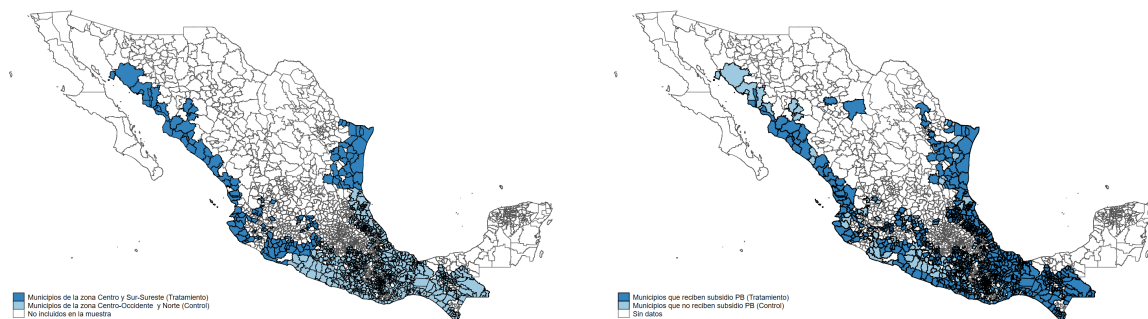 Municipios de la zona Centro y Sur-Sureste (Tratamiento)
Municipios de la zona Centro-Occidente y Norte (Control)
No incluidos en la muestra
Municipios que reciben subsidio PB (Tratamiento)
Municipios que no reciben subsidio PB (Control)
Sin datos